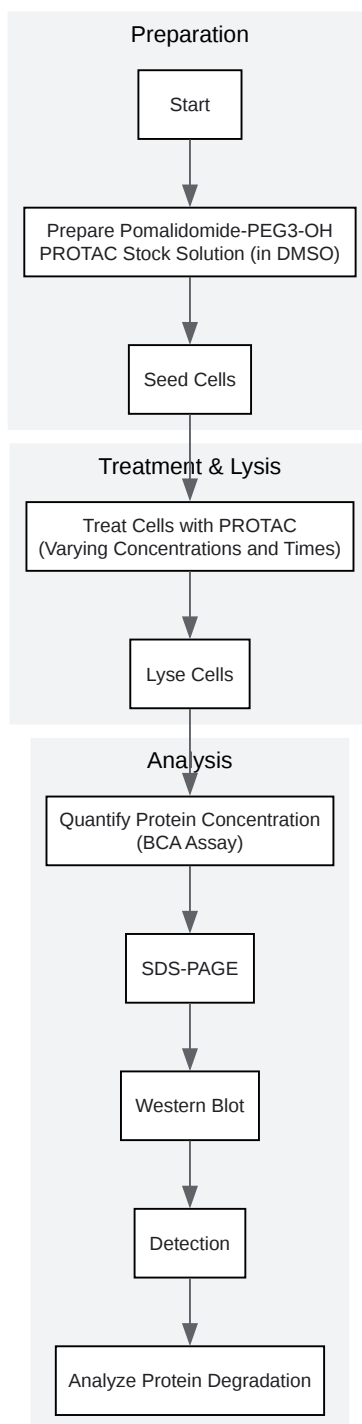 Preparation
Start
Prepare Pomalidomide-PEG3-OH
PROTAC Stock Solution (in DMSO)
Seed Cells
Treatment & Lysis
Treat Cells with PROTAC
(Varying Concentrations and Times)
Lyse Cells
Analysis
Quantify Protein Concentration
(BCA Assay)
SDS-PAGE
Western Blot
Detection
Analyze Protein Degradation